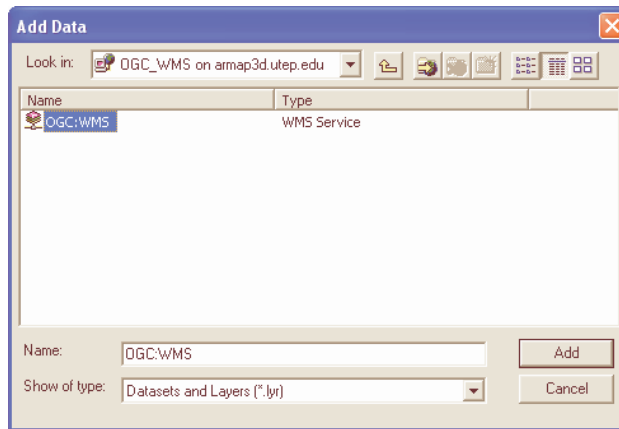 Add Data
Look in: OGC_WMS on armap3d.utep.edu
Name Type
OGC:WMS WMS Service
Name: OGC:WMS Add
Show of type: Datasets and Layers (*.lyr) Cancel